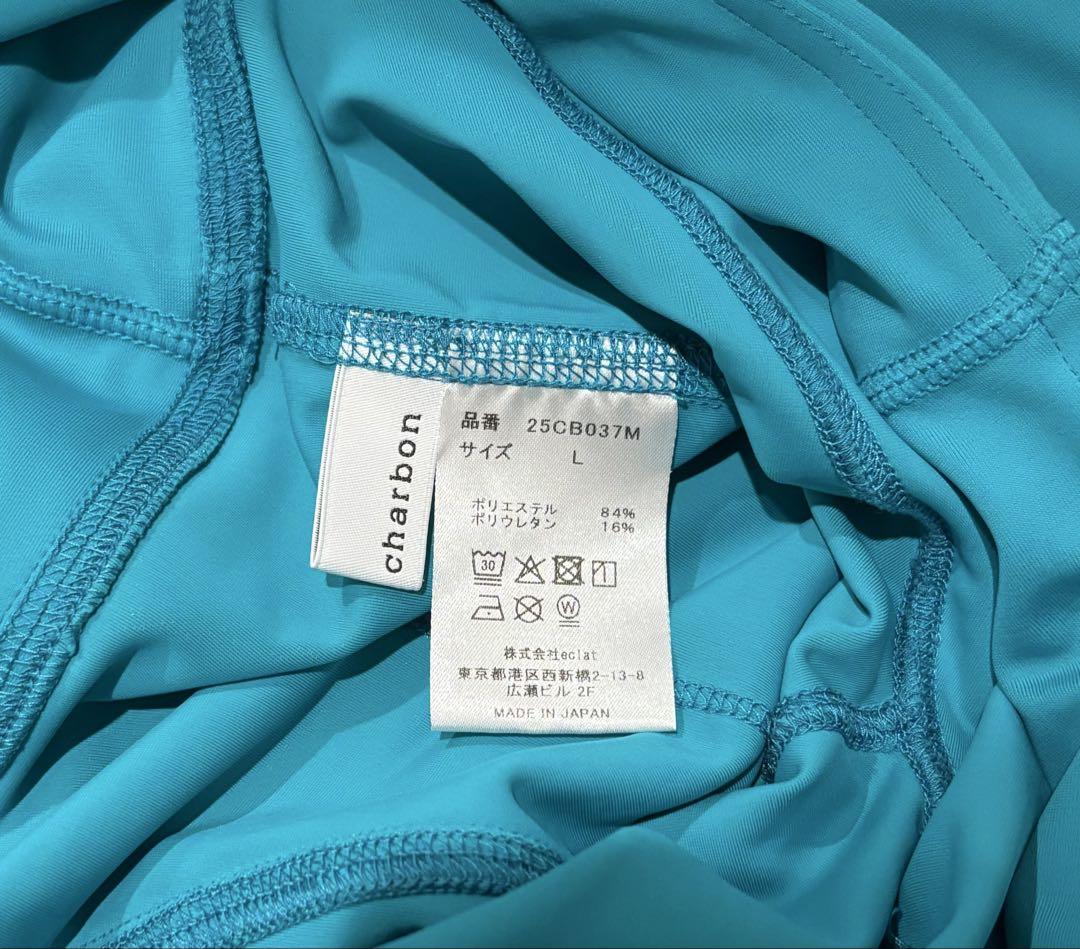 charbon
品番 25CB037M
サイズ L
ポリエステル 84%
ポリウレタン 16%
30
W
株式会社eclat
東京都港区西新橋2-13-8
広瀬ビル 2F
MADE IN JAPAN